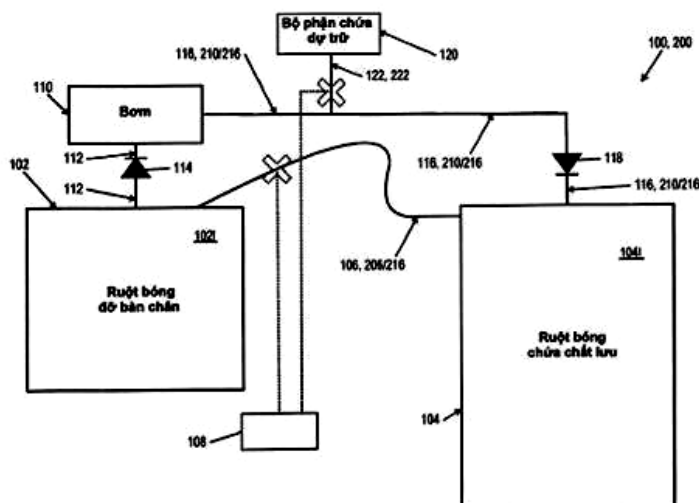 Bộ phận chứa
dự trữ
120
100, 200
116, 210/216
122, 222
110
Bơm
112
114
116, 210/216
118
102
112
116, 210/216
102I
104I
106, 206/216
Ruột bóng
đỡ bàn chân
Ruột bóng
chứa chất lưu
108
104